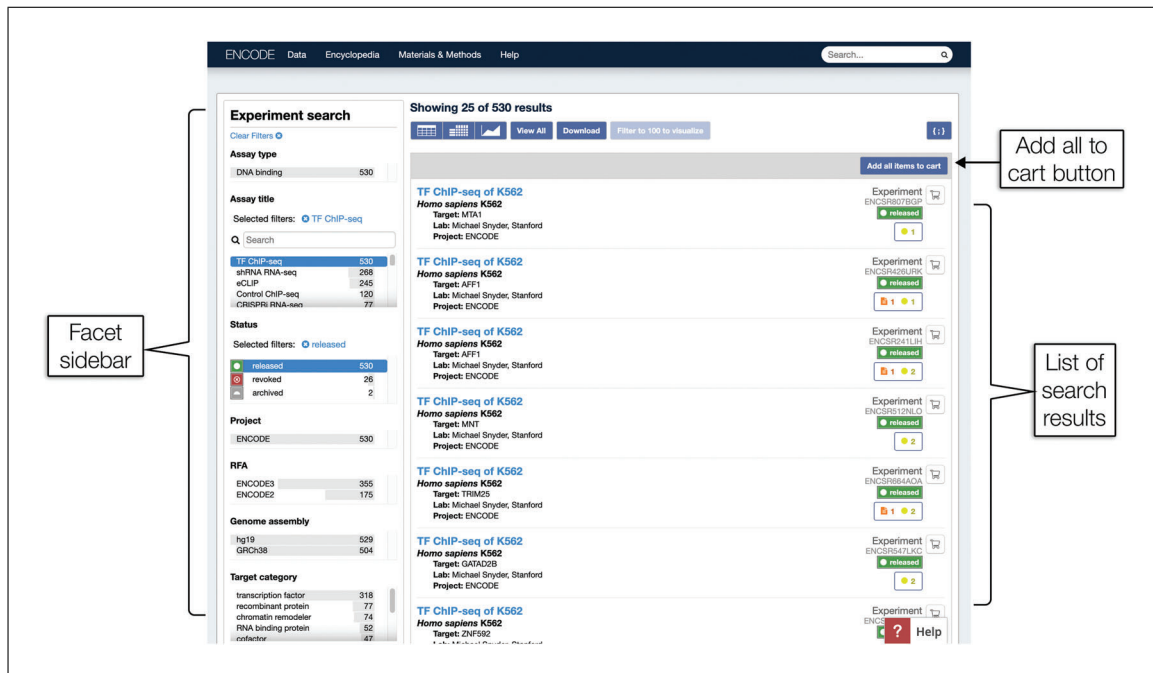 ENCODE Data Encyclopedia Materials & Methods Help Search...
Experiment search
Clear Filters
Assay type
DNA binding 530
Assay title
Selected filters: TF ChIP-seq
Search
TF ChIP-seq 530
shRNA RNA-seq 268
eCLIP 245
Control ChIP-seq 120
CRISPRi RNA-seq 77
Status
Selected filters: released
released 530
revoked 26
archived 2
Project
ENCODE 530
RFA
ENCODE3 355
ENCODE2 175
Genome assembly
hg19 529
GRCh38 504
Target category
transcription factor 318
recombinant protein 77
chromatin remodeler 74
RNA binding protein 52
cofactor 47
Showing 25 of 530 results
View All Download Filter to 100 to visualize {;}
Add all items to cart
TF ChIP-seq of K562
Homo sapiens K562
Target: MTA1
Lab: Michael Snyder, Stanford
Project: ENCODE
Experiment
ENCSR807BGP
released
1
TF ChIP-seq of K562
Homo sapiens K562
Target: AFF1
Lab: Michael Snyder, Stanford
Project: ENCODE
Experiment
ENCSR426URK
released
1 1
TF ChIP-seq of K562
Homo sapiens K562
Target: AFF1
Lab: Michael Snyder, Stanford
Project: ENCODE
Experiment
ENCSR241LIH
released
1 2
TF ChIP-seq of K562
Homo sapiens K562
Target: MNT
Lab: Michael Snyder, Stanford
Project: ENCODE
Experiment
ENCSR512NLO
released
2
TF ChIP-seq of K562
Homo sapiens K562
Target: TRIM25
Lab: Michael Snyder, Stanford
Project: ENCODE
Experiment
ENCSR664AOA
released
1 2
TF ChIP-seq of K562
Homo sapiens K562
Target: GATAD2B
Lab: Michael Snyder, Stanford
Project: ENCODE
Experiment
ENCSR547LKC
released
2
TF ChIP-seq of K562
Homo sapiens K562
Target: ZNF592
Experiment
? Help
Facet
sidebar
Add all to
cart button
List of
search
results